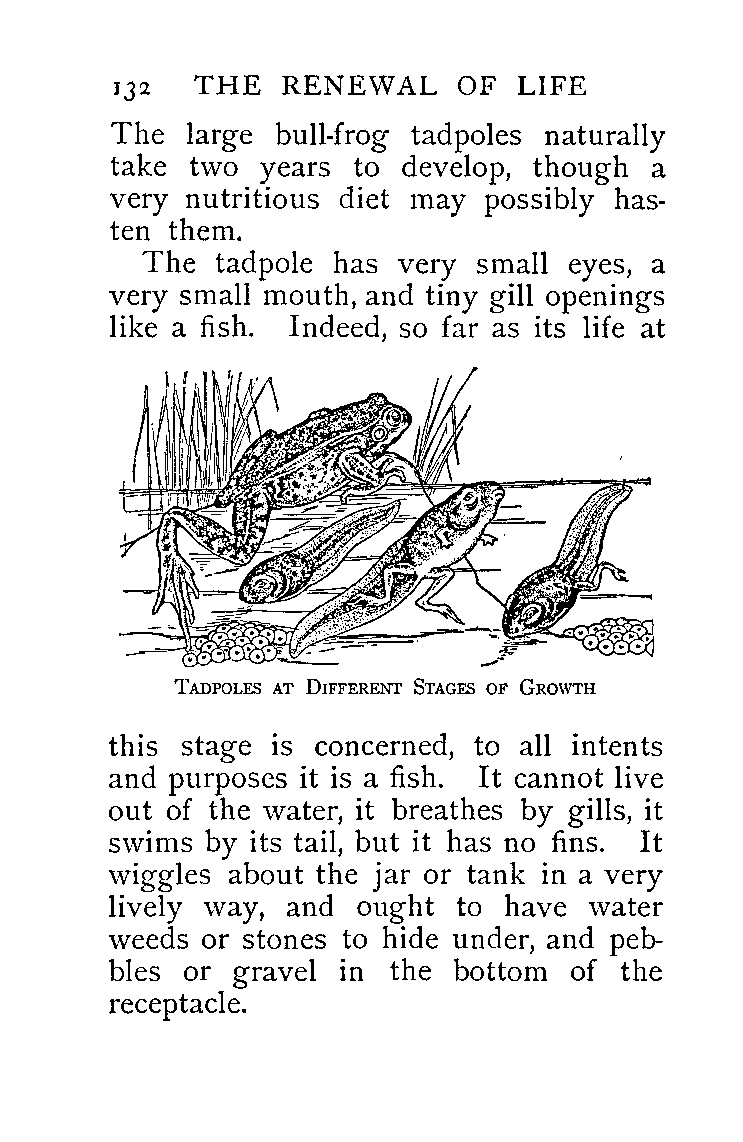 132 THE RENEWAL OF LIFE
The large bull-frog tadpoles naturally
take two years to develop, though a
very nutritious diet may possibly has-
ten them.
The tadpole has very small eyes, a
very small mouth, and tiny gill openings
like a fish. Indeed, so far as its life at
TADPOLES AT DIFFERENT STAGES OF GROWTH
this stage is concerned, to all intents
and purposes it is a fish. It cannot live
out of the water, it breathes by gills, it
swims by its tail, but it has no fins. It
wiggles about the jar or tank in a very
lively way, and ought to have water
weeds or stones to hide under, and peb-
bles or gravel in the bottom of the
receptacle.